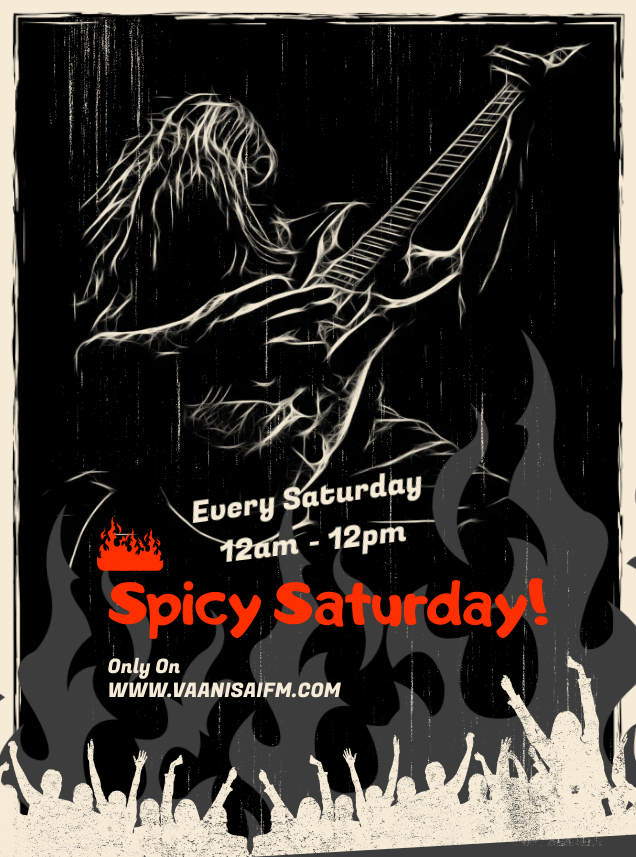 Every Saturday
12am - 12pm
Spicy Saturday!
Only On
WWW.VAANISAIFM.COM